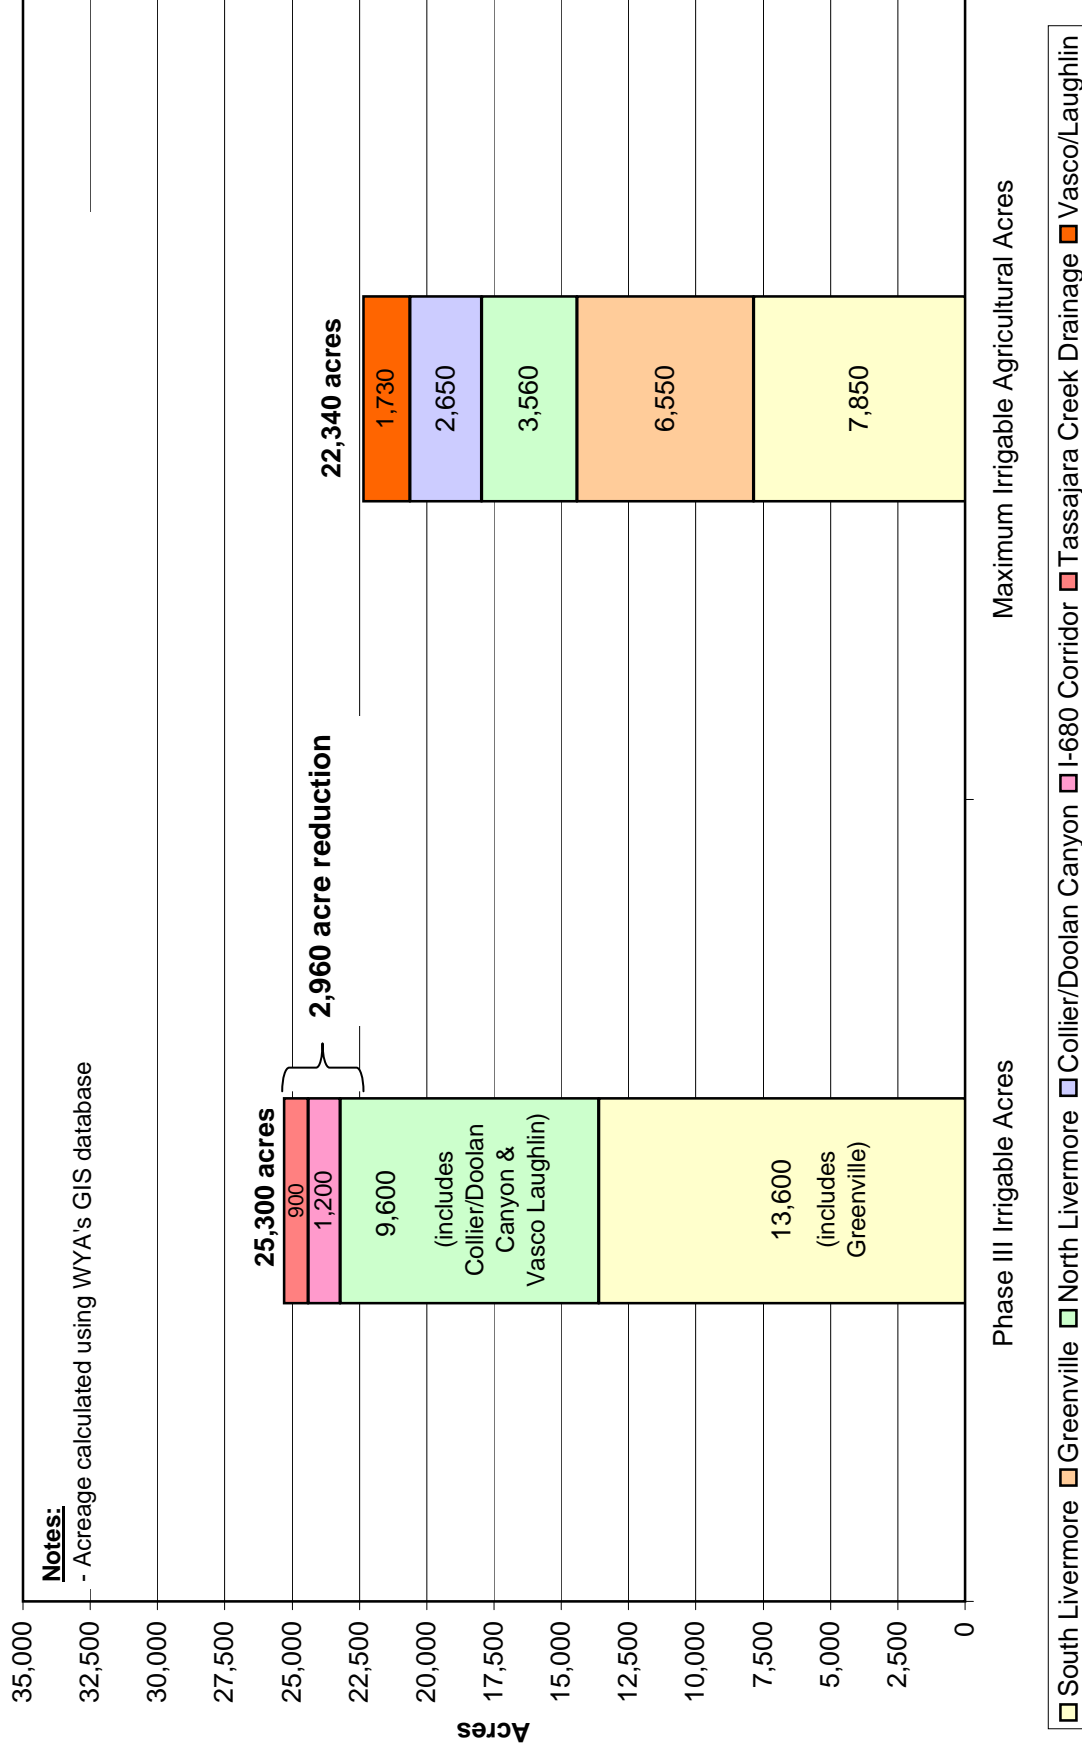 Notes:
- Acreage calculated using WYA's GIS database
Acres
35,000
32,500
30,000
27,500
25,000
22,500
20,000
17,500
15,000
12,500
10,000
7,500
5,000
2,500
0
25,300 acres
900
1,200
9,600
(includes
Collier/Doolan
Canyon &
Vasco Laughlin)
13,600
(includes
Greenville)
2,960 acre reduction
22,340 acres
1,730
2,650
3,560
6,550
7,850
Phase III Irrigable Acres
Maximum Irrigable Agricultural Acres
South Livermore Greenville North Livermore Collier/Doolan Canyon I-680 Corridor Tassajara Creek Drainage Vasco/Laughlin